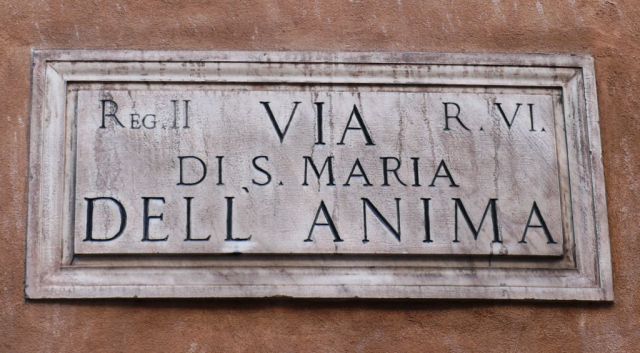 REG. II VIA R. VI.
DI S. MARIA
DELL' ANIMA